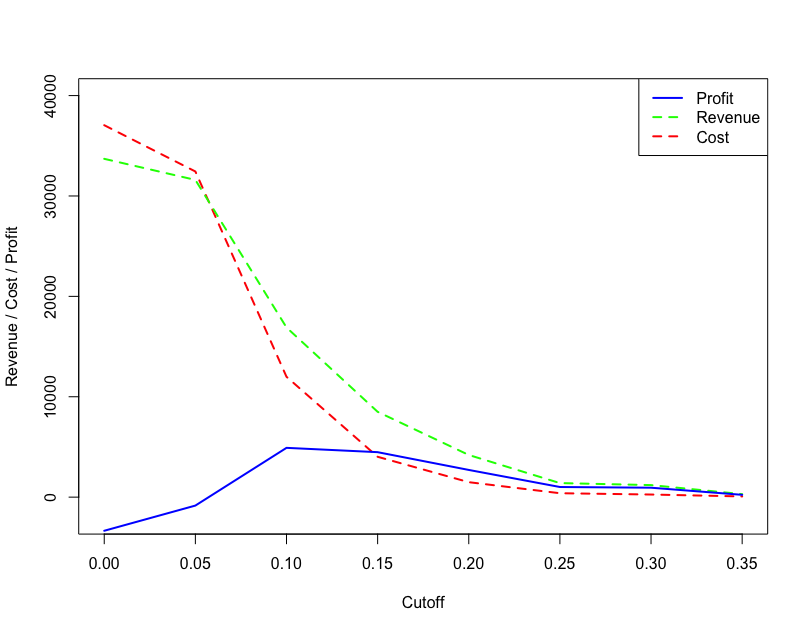 Profit
Revenue
Cost
Revenue / Cost / Profit
40000
30000
20000
10000
0
0.00 0.05 0.10 0.15 0.20 0.25 0.30 0.35
Cutoff